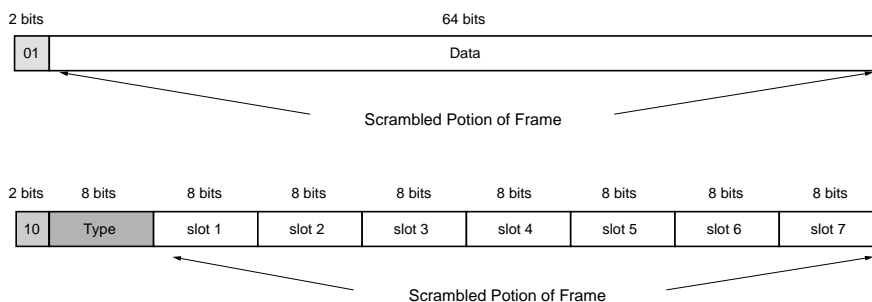 2 bits 64 bits
01 Data
Scrambled Potion of Frame
2 bits 8 bits 8 bits 8 bits 8 bits 8 bits 8 bits 8 bits 8 bits
10 Type slot 1 slot 2 slot 3 slot 4 slot 5 slot 6 slot 7
Scrambled Potion of Frame